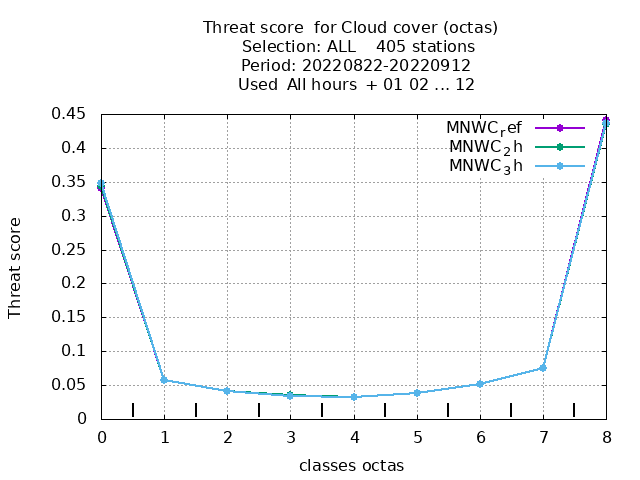 Threat score  for Cloud cover (octas)
Selection: ALL    405 stations
Period: 20220822-20220912
Used  All hours  + 01 02 ... 12
MNWC_ref
MNWC_2h
MNWC_3h
Threat score
0.45
0.4
0.35
0.3
0.25
0.2
0.15
0.1
0.05
0
0 1 2 3 4 5 6 7 8
classes octas